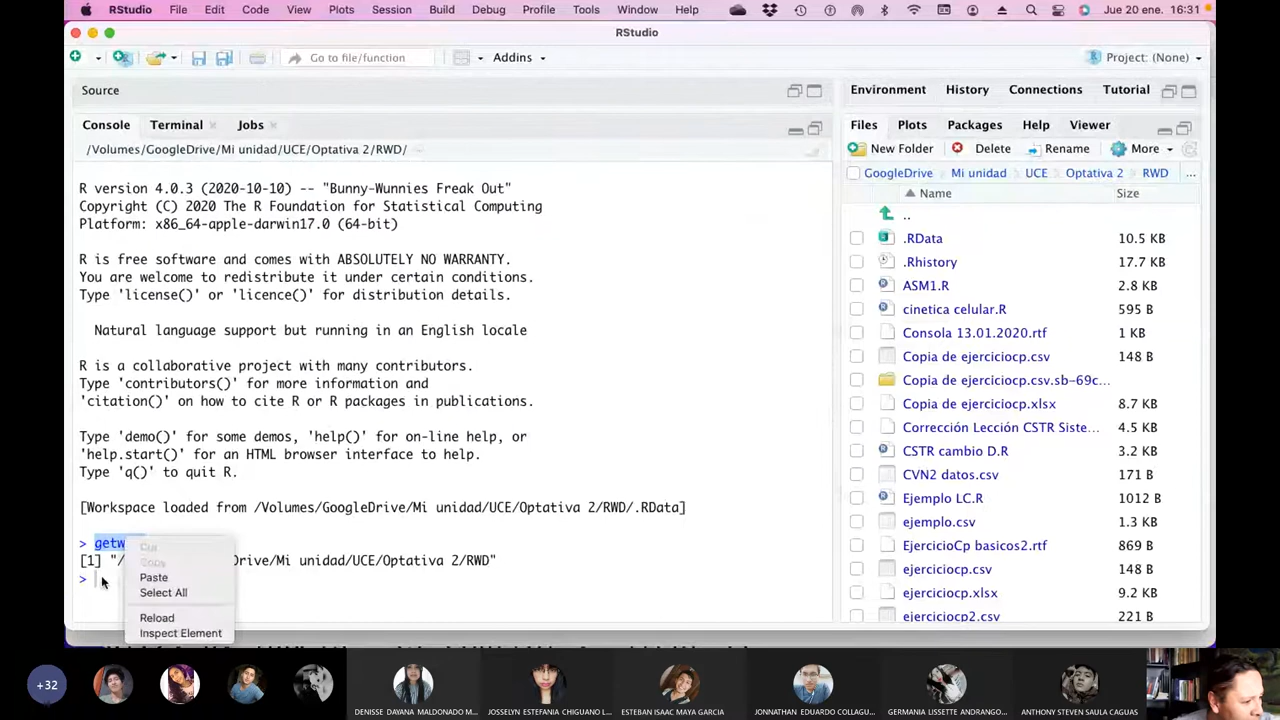 RStudio File Edit Code View Plots Session Build Debug Profile Tools Window Help Jue 20 ene. 16:31
RStudio
Go to file/function Addins Project: (None)
Source
Environment History Connections Tutorial
Console Terminal Jobs
Files Plots Packages Help Viewer
/Volumes/GoogleDrive/Mi unidad/UCE/Optativa 2/RWD/
New Folder Delete Rename More
GoogleDrive Mi unidad UCE Optativa 2 RWD ...
Name Size
R version 4.0.3 (2020-10-10) -- "Bunny-Wunnies Freak Out"
Copyright (C) 2020 The R Foundation for Statistical Computing
Platform: x86_64-apple-darwin17.0 (64-bit)
R is free software and comes with ABSOLUTELY NO WARRANTY.
You are welcome to redistribute it under certain conditions.
Type 'license()' or 'licence()' for distribution details.
Natural language support but running in an English locale
R is a collaborative project with many contributors.
Type 'contributors()' for more information and
'citation()' on how to cite R or R packages in publications.
Type 'demo()' for some demos, 'help()' for on-line help, or
'help.start()' for an HTML browser interface to help.
Type 'q()' to quit R.
[Workspace loaded from /Volumes/GoogleDrive/Mi unidad/UCE/Optativa 2/RWD/.RData]
> getw
[1] "/ Drive/Mi unidad/UCE/Optativa 2/RWD"
>
Cut
Copy
Paste
Select All
Reload
Inspect Element
..
.RData 10.5 KB
.Rhistory 17.7 KB
ASM1.R 2.8 KB
cinetica celular.R 595 B
Consola 13.01.2020.rtf 1 KB
Copia de ejerciciocp.csv 148 B
Copia de ejerciciocp.csv.sb-69c...
Copia de ejerciciocp.xlsx 8.7 KB
Corrección Lección CSTR Siste... 4.5 KB
CSTR cambio D.R 3.2 KB
CVN2 datos.csv 171 B
Ejemplo LC.R 1012 B
ejemplo.csv 1.3 KB
EjercicioCp basicos2.rtf 869 B
ejerciciocp.csv 148 B
ejerciciocp.xlsx 9.2 KB
ejerciciocp2.csv 221 B
+32
DENISSE DAYANA MALDONADO M... JOSSELYN ESTEFANIA CHIGUANO L... ESTEBAN ISAAC MAYA GARCIA JONNATHAN EDUARDO COLLAGU... GERMANIA LISSETTE ANDRANGO... ANTHONY STEVEN SAULA CAGUAS